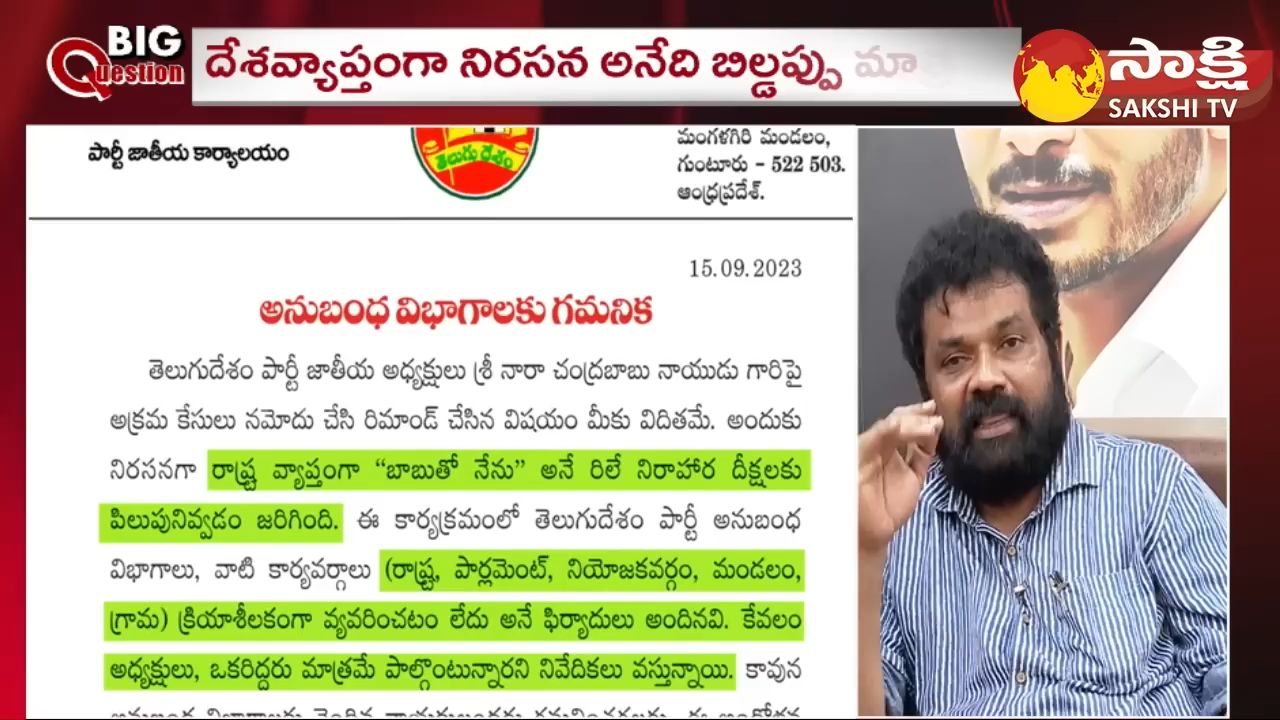 BIG
Question
దేశవ్యాప్తంగా నిరసన అనేది బిల్డప్పు
సాక్షి
SAKSHI TV
పార్టీ జాతీయ కార్యాలయం
తెలుగుదేశం
మంగళగిరి మండలం,
గుంటూరు - 522 503.
ఆంధ్రప్రదేశ్.
15.09.2023
అనుబంధ విభాగాలకు గమనిక
తెలుగుదేశం పార్టీ జాతీయ అధ్యక్షులు శ్రీ నారా చంద్రబాబు నాయుడు గారిపై
అక్రమ కేసులు నమోదు చేసి రిమాండ్ చేసిన విషయం మీకు విదితమే. అందుకు
నిరసనగా రాష్ట్ర వ్యాప్తంగా “బాబుతో నేను” అనే రిలే నిరాహార దీక్షలకు
పిలుపునివ్వడం జరిగింది. ఈ కార్యక్రమంలో తెలుగుదేశం పార్టీ అనుబంధ
విభాగాలు, వాటి కార్యవర్గాలు (రాష్ట్ర, పార్లమెంట్, నియోజకవర్గం, మండలం,
గ్రామ) క్రియాశీలకంగా వ్యవరించటం లేదు అనే ఫిర్యాదులు అందినవి. కేవలం
అధ్యక్షులు, ఒకరిద్దరు మాత్రమే పాల్గొంటున్నారని నివేదికలు వస్తున్నాయి. కావున